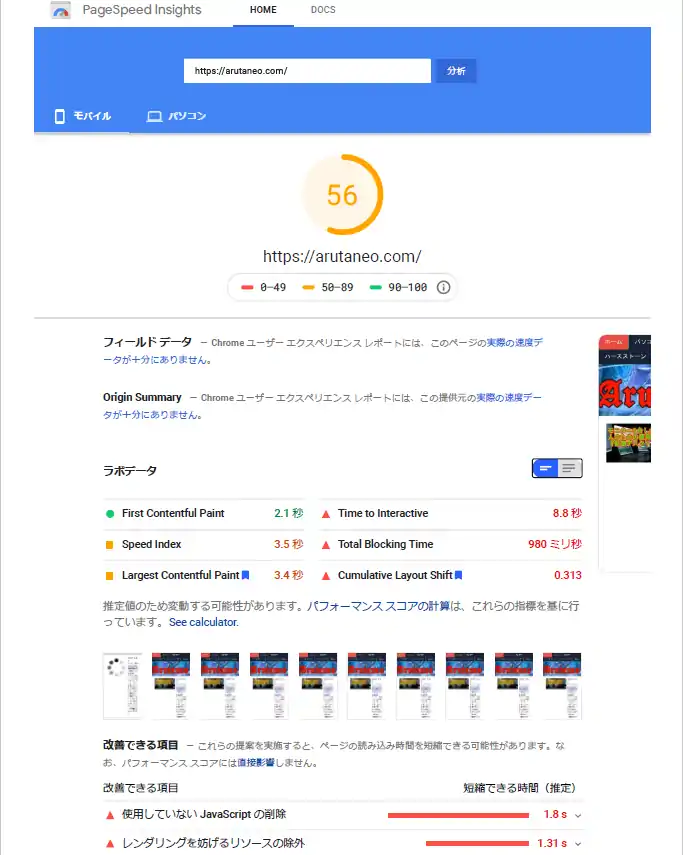 PageSpeed Insights HOME DOCS
https://arutaneo.com/ 分析
モバイル パソコン
56
https://arutaneo.com/
0–49 50–89 90–100
フィールド データ — Chrome ユーザー エクスペリエンス レポートには、このページの実際の速度デ
ータが十分にありません。
ホーム パソコ
ハースストーン
Aru
Origin Summary — Chrome ユーザー エクスペリエンス レポートには、この提供元の実際の速度デー
タが十分にありません。
ラボデータ
First Contentful Paint 2.1 秒 Time to Interactive 8.8 秒
Speed Index 3.5 秒 Total Blocking Time 980 ミリ秒
Largest Contentful Paint 3.4 秒 Cumulative Layout Shift 0.313
推定値のため変動する可能性があります。パフォーマンス スコアの計算は、これらの指標を基に行
っています。See calculator.
改善できる項目 — これらの提案を実施すると、ページの読み込み時間を短縮できる可能性があります。な
お、パフォーマンス スコアには直接影響しません。
改善できる項目 短縮できる時間（推定）
使用していない JavaScript の削除 1.8 s
レンダリングを妨げるリソースの除外 1.31 s